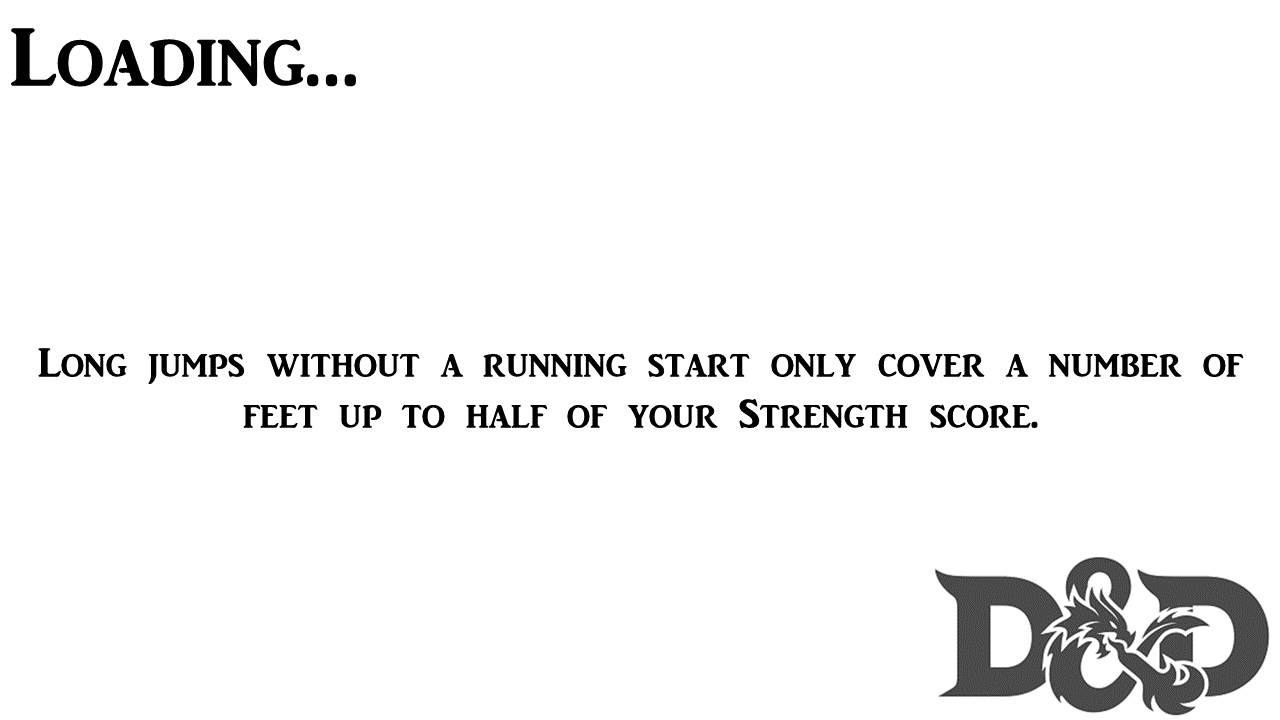 Loading...
Long jumps without a running start only cover a number of
feet up to half of your Strength score.
D&D